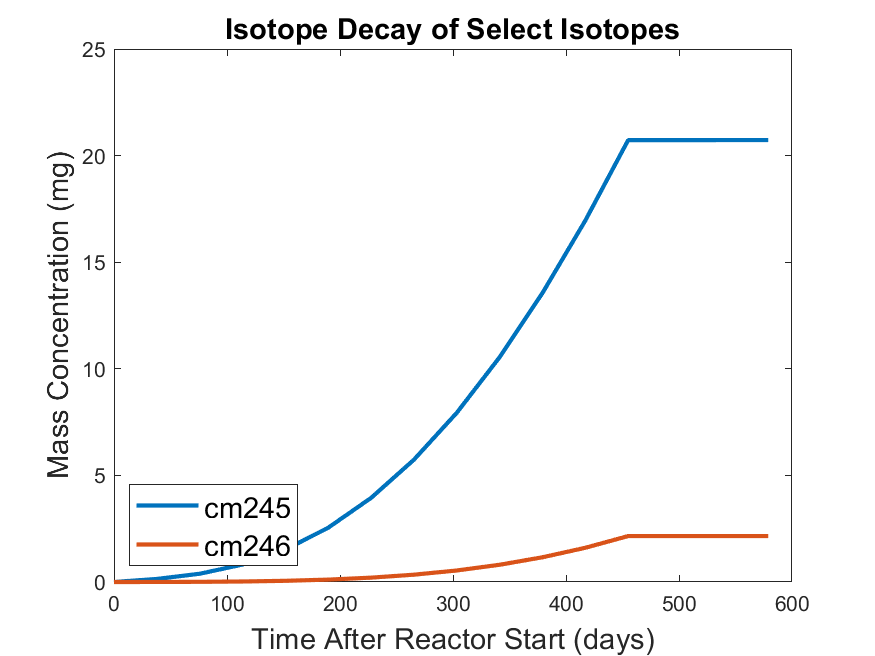 Isotope Decay of Select Isotopes
25
20
15
10
5
0
Mass Concentration (mg)
cm245
cm246
0 100 200 300 400 500 600
Time After Reactor Start (days)